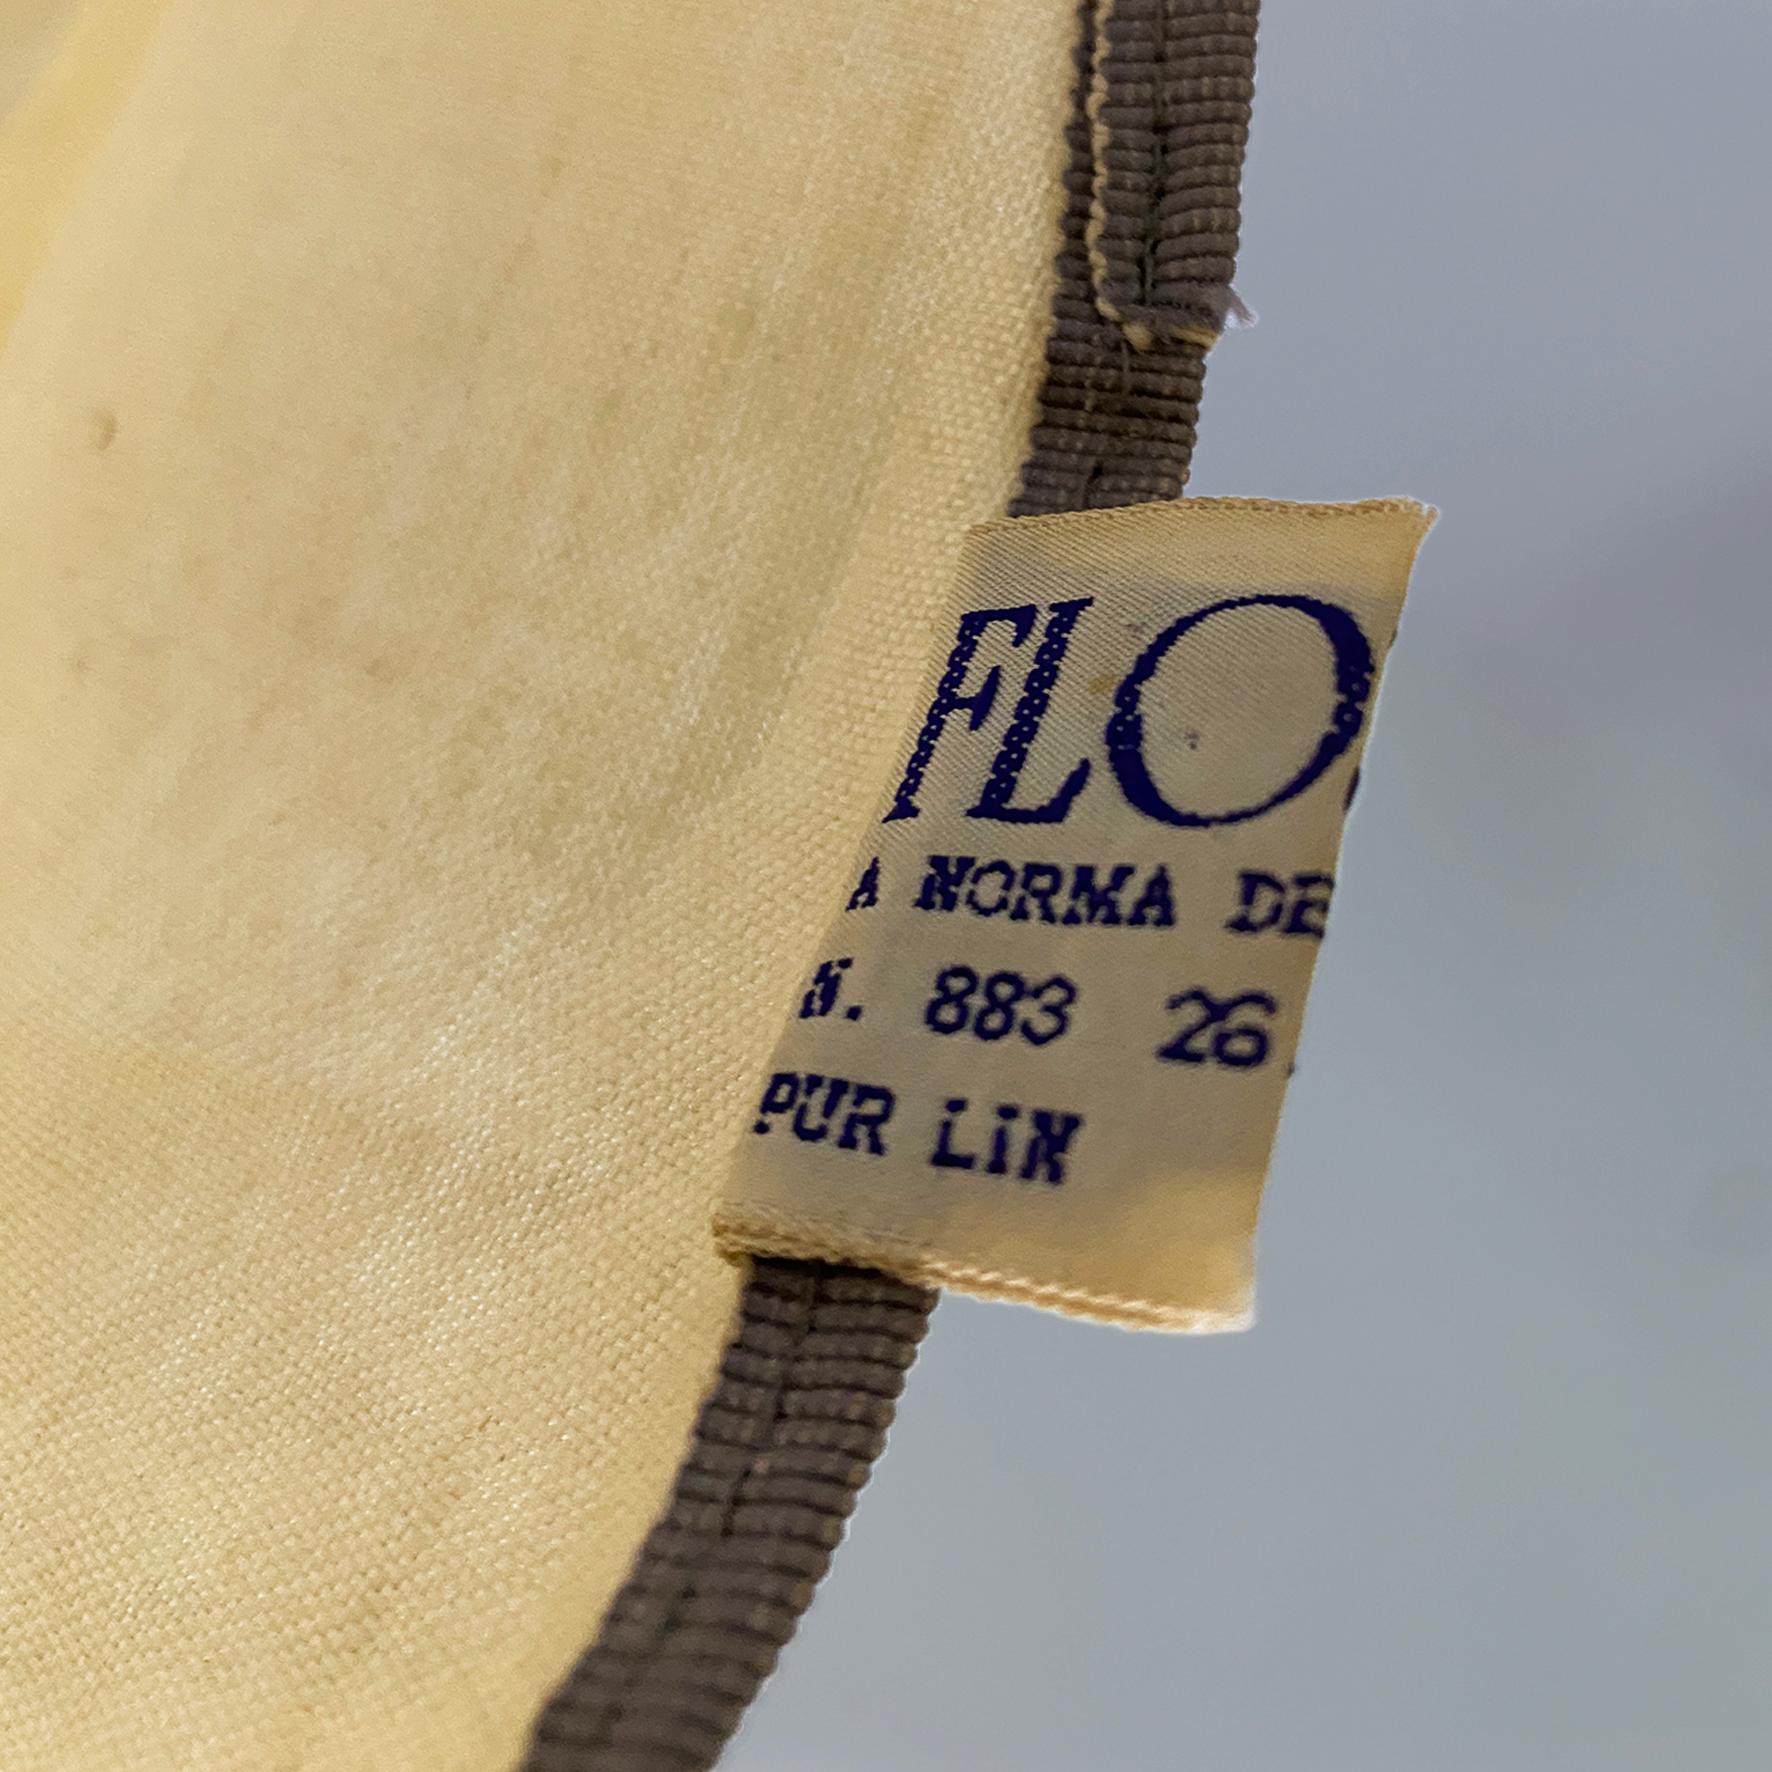 FLO
A NORMA DE
N. 883 26
PUR LIN